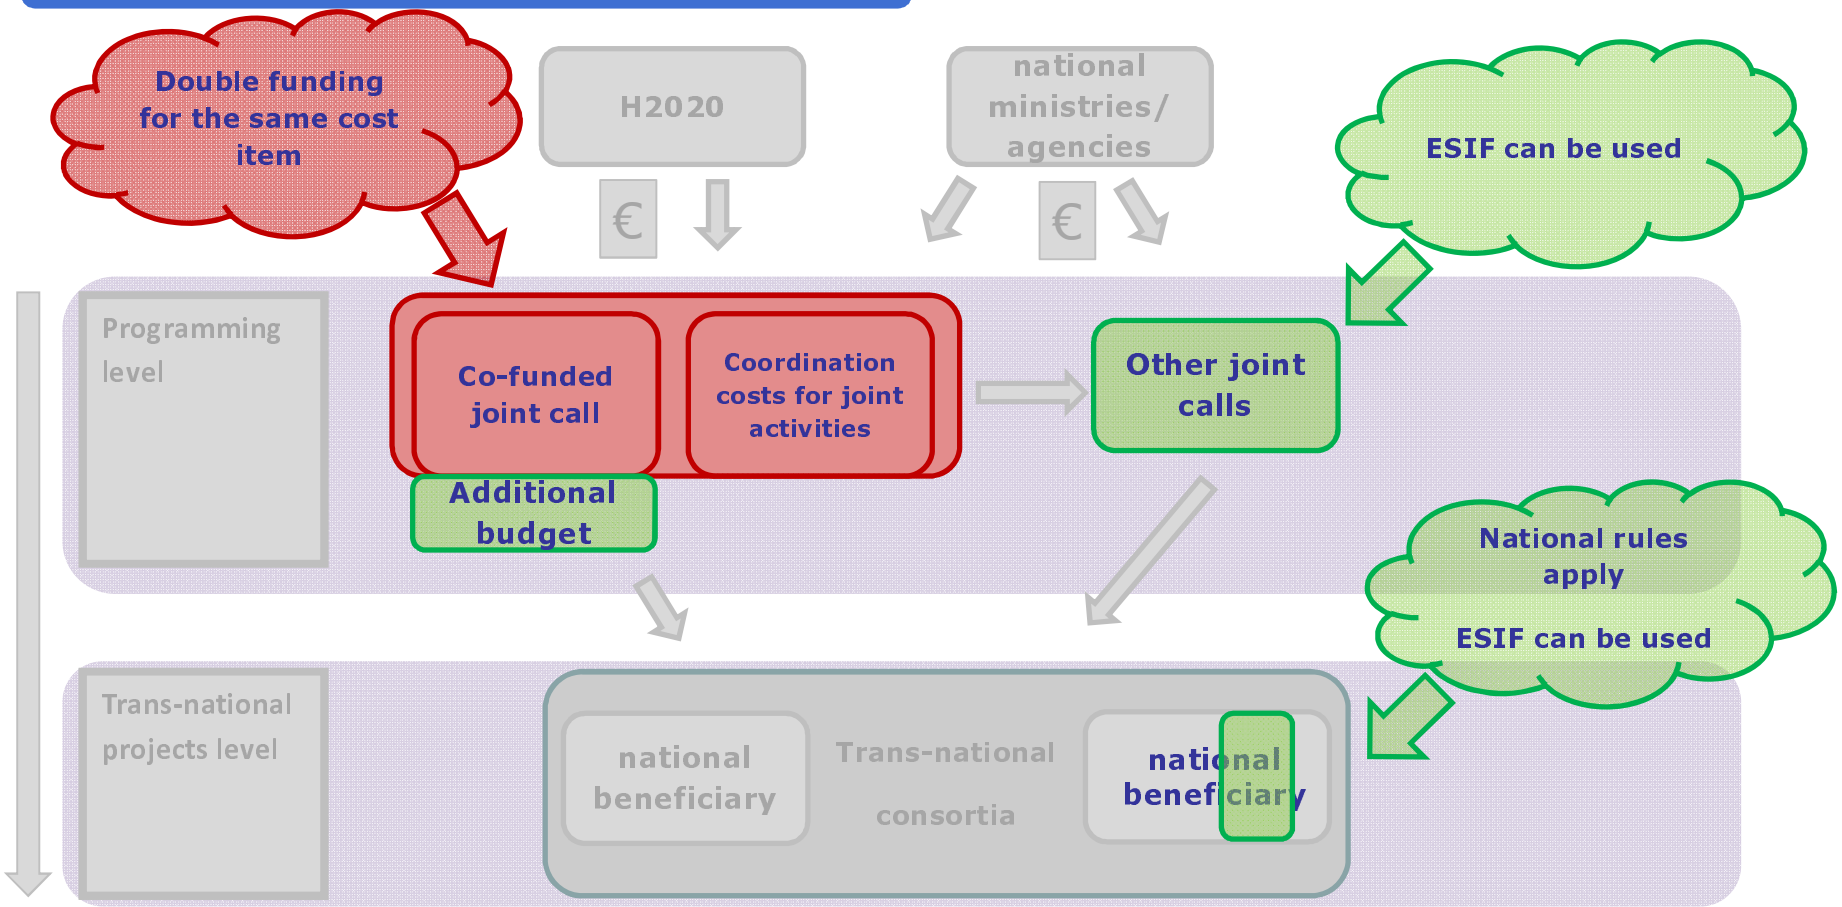 Double funding
for the same cost
item
H2020
national
ministries/
agencies
ESIF can be used
€
€
Programming
level
Co-funded
joint call
Coordination
costs for joint
activities
Other joint
calls
Additional
budget
National rules
apply
ESIF can be used
Trans-national
projects level
national
beneficiary
Trans-national
consortia
national
beneficiary